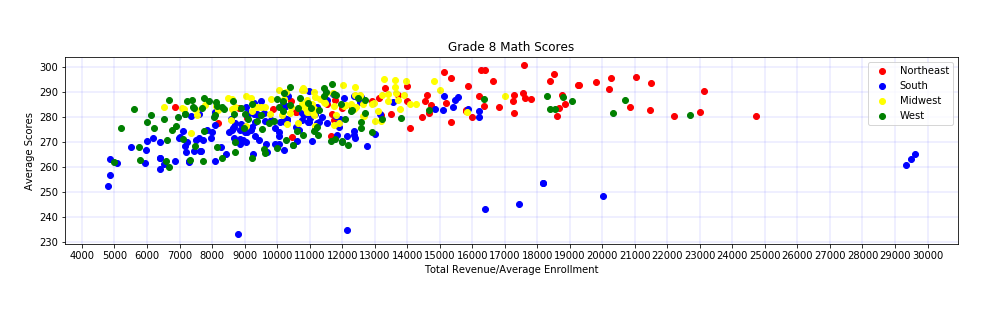 Grade 8 Math Scores
300
290
280
270
260
250
240
230
Average Scores
Northeast
South
Midwest
West
4000 5000 6000 7000 8000 9000 10000 11000 12000 13000 14000 15000 16000 17000 18000 19000 20000 21000 22000 23000 24000 25000 26000 27000 28000 29000 30000
Total Revenue/Average Enrollment